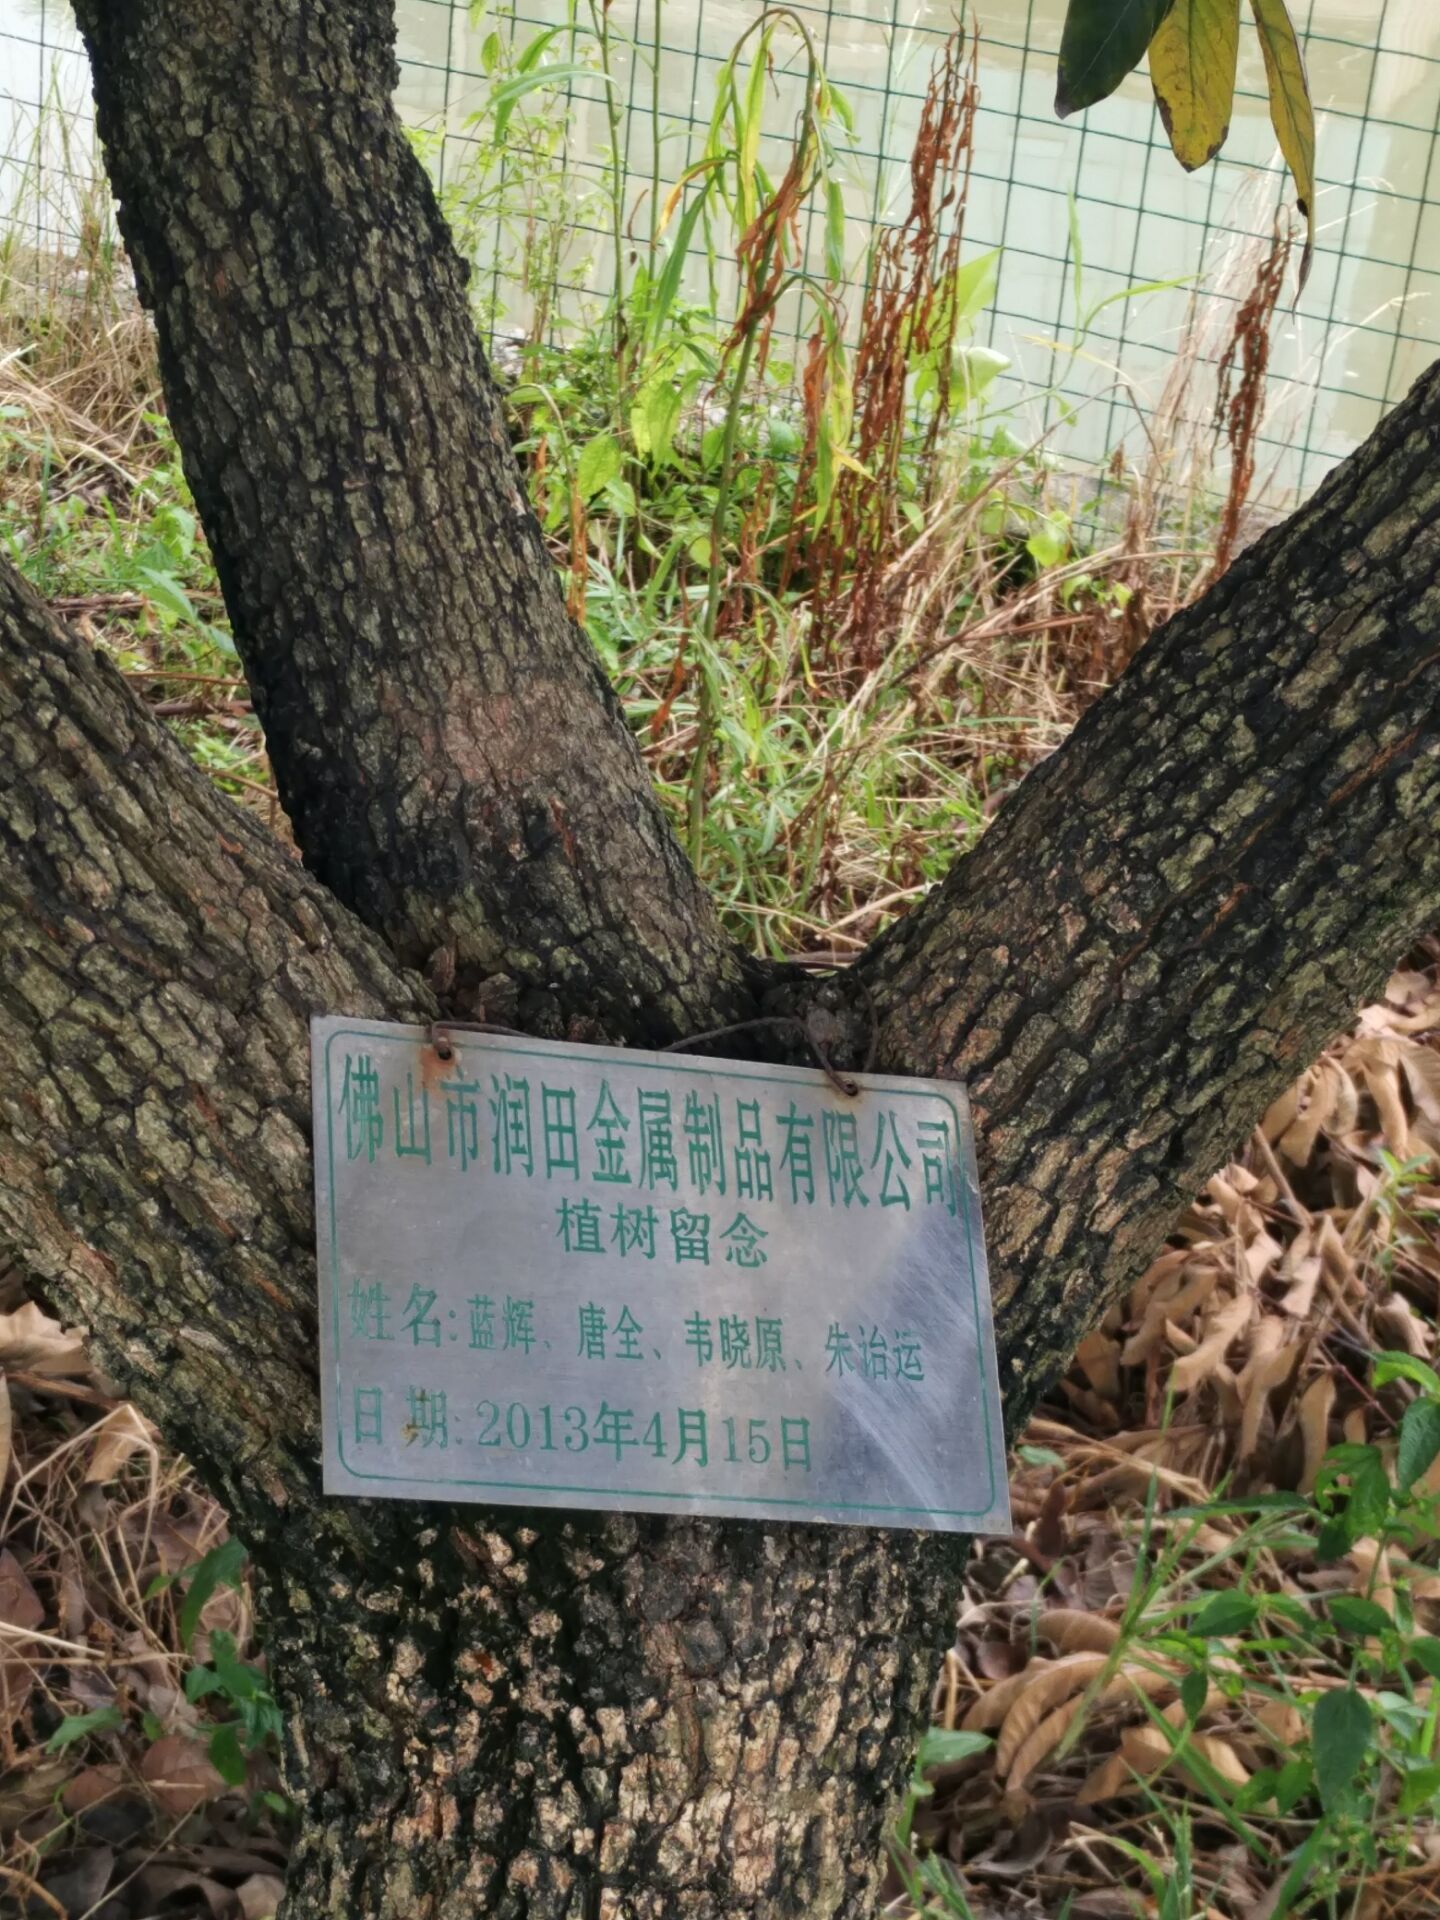 佛山市润田金属制品有限公司
植树留念
姓名:蓝辉、唐全、韦晓原、朱诒运
日期:2013年4月15日